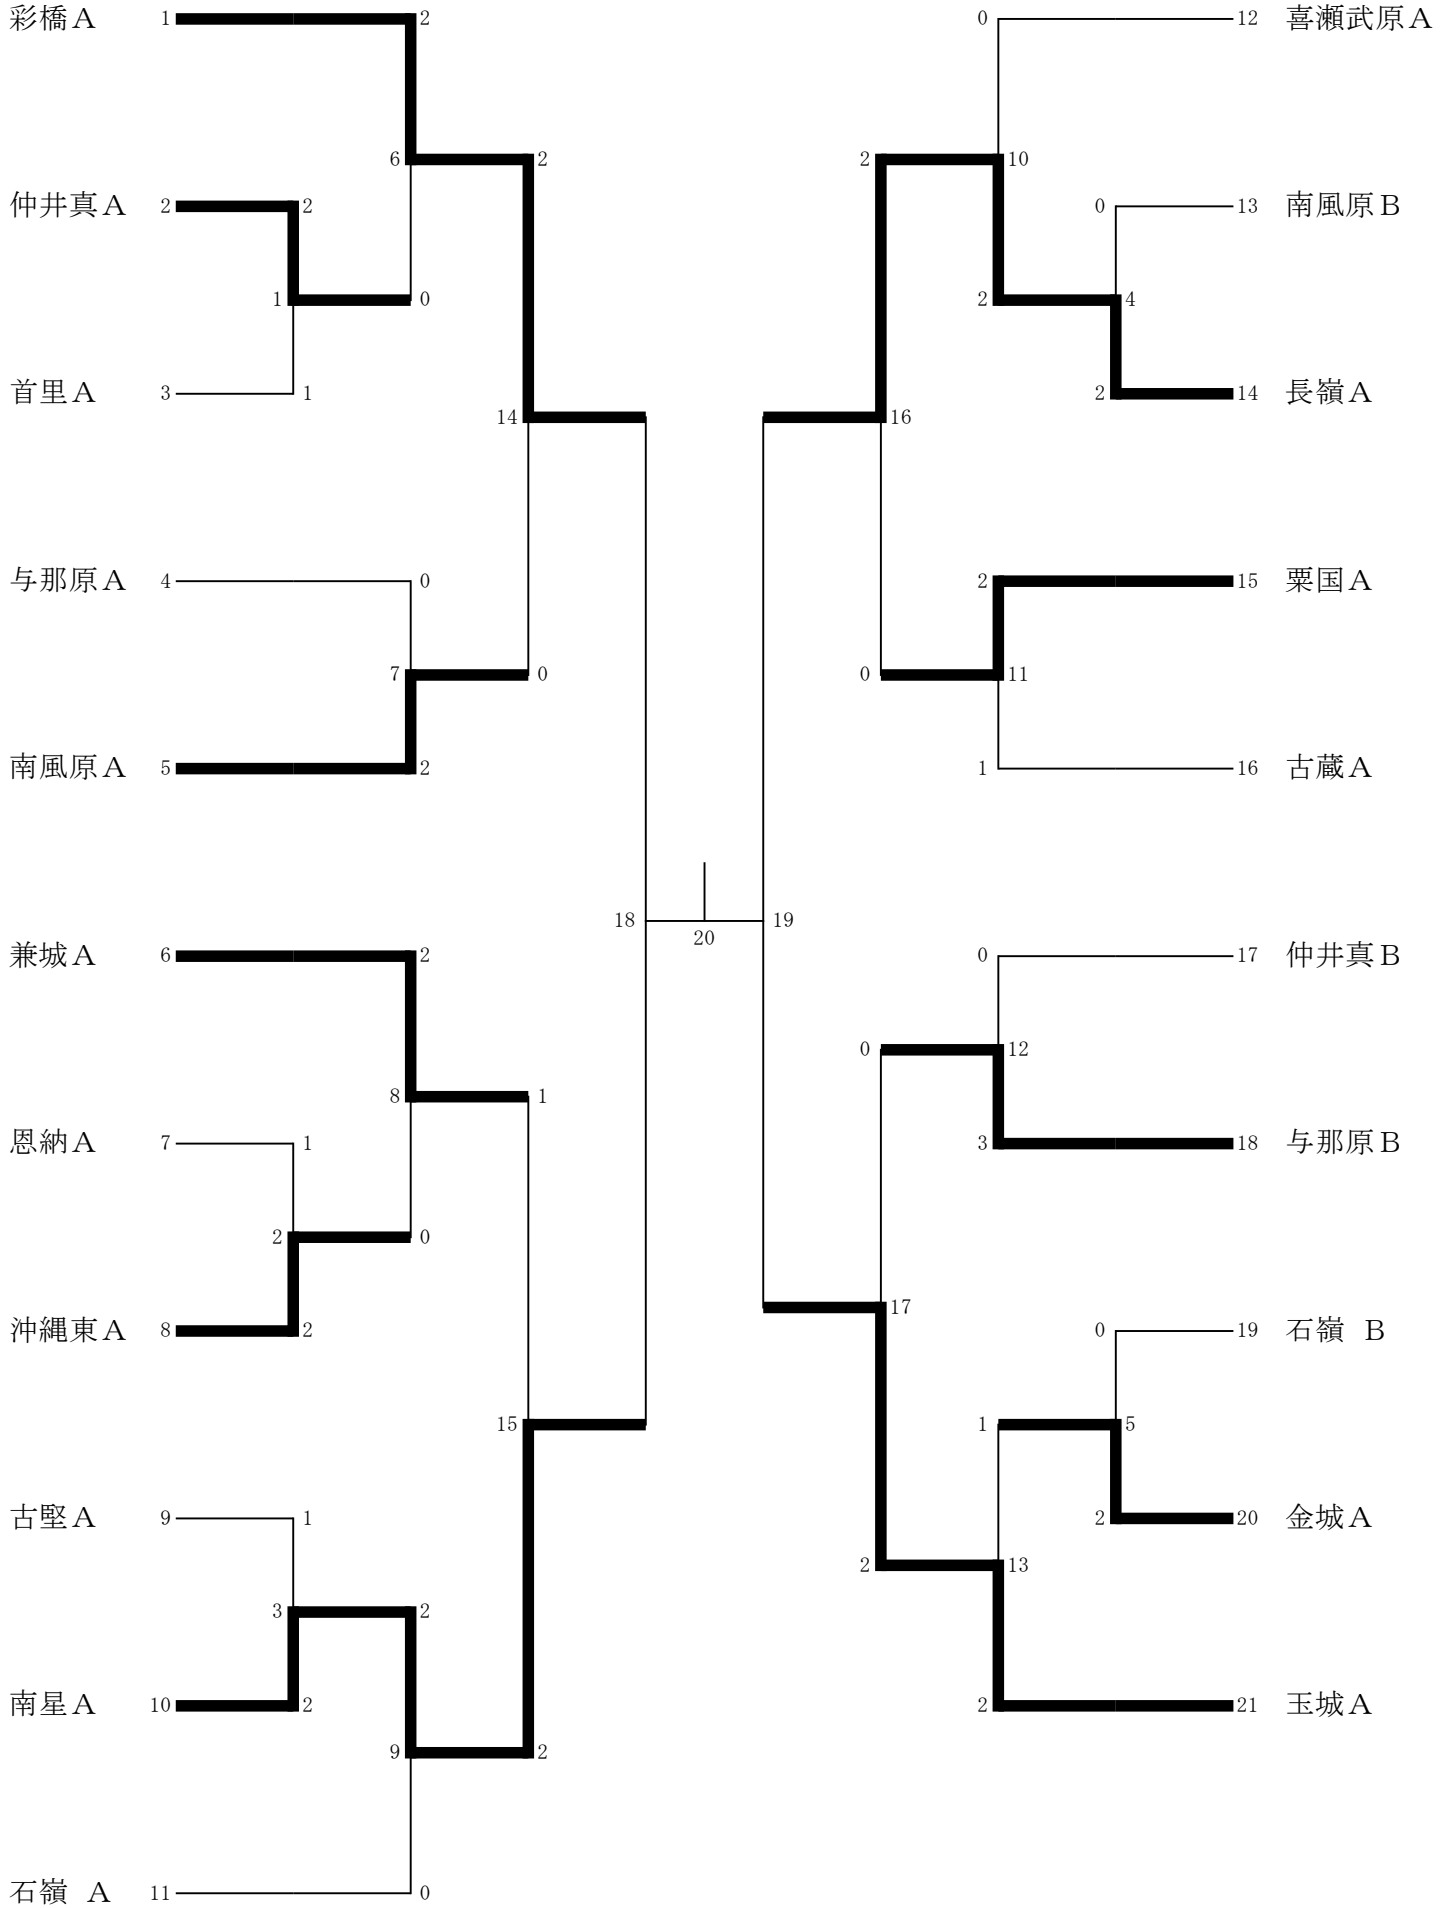 彩橋Ａ 1 2 0 12 喜瀬武原Ａ
6 2 2 10
仲井真Ａ 2 2 0 13 南風原Ｂ
1 0 2 4
首里Ａ 3 1 2 14 長嶺Ａ
14 16
与那原Ａ 4 0 2 15 粟国Ａ
7 0 0 11
南風原Ａ 5 2 1 16 古蔵Ａ
18 19
20
兼城Ａ 6 2 0 17 仲井真Ｂ
0 12
8 1
恩納Ａ 7 1 3 18 与那原Ｂ
2 0
17
沖縄東Ａ 8 2 0 19 石嶺 Ｂ
15 1 5
古堅Ａ 9 1 2 20 金城Ａ
2 13
3 2
南星Ａ 10 2 2 21 玉城Ａ
9 2
石嶺 Ａ 11 0